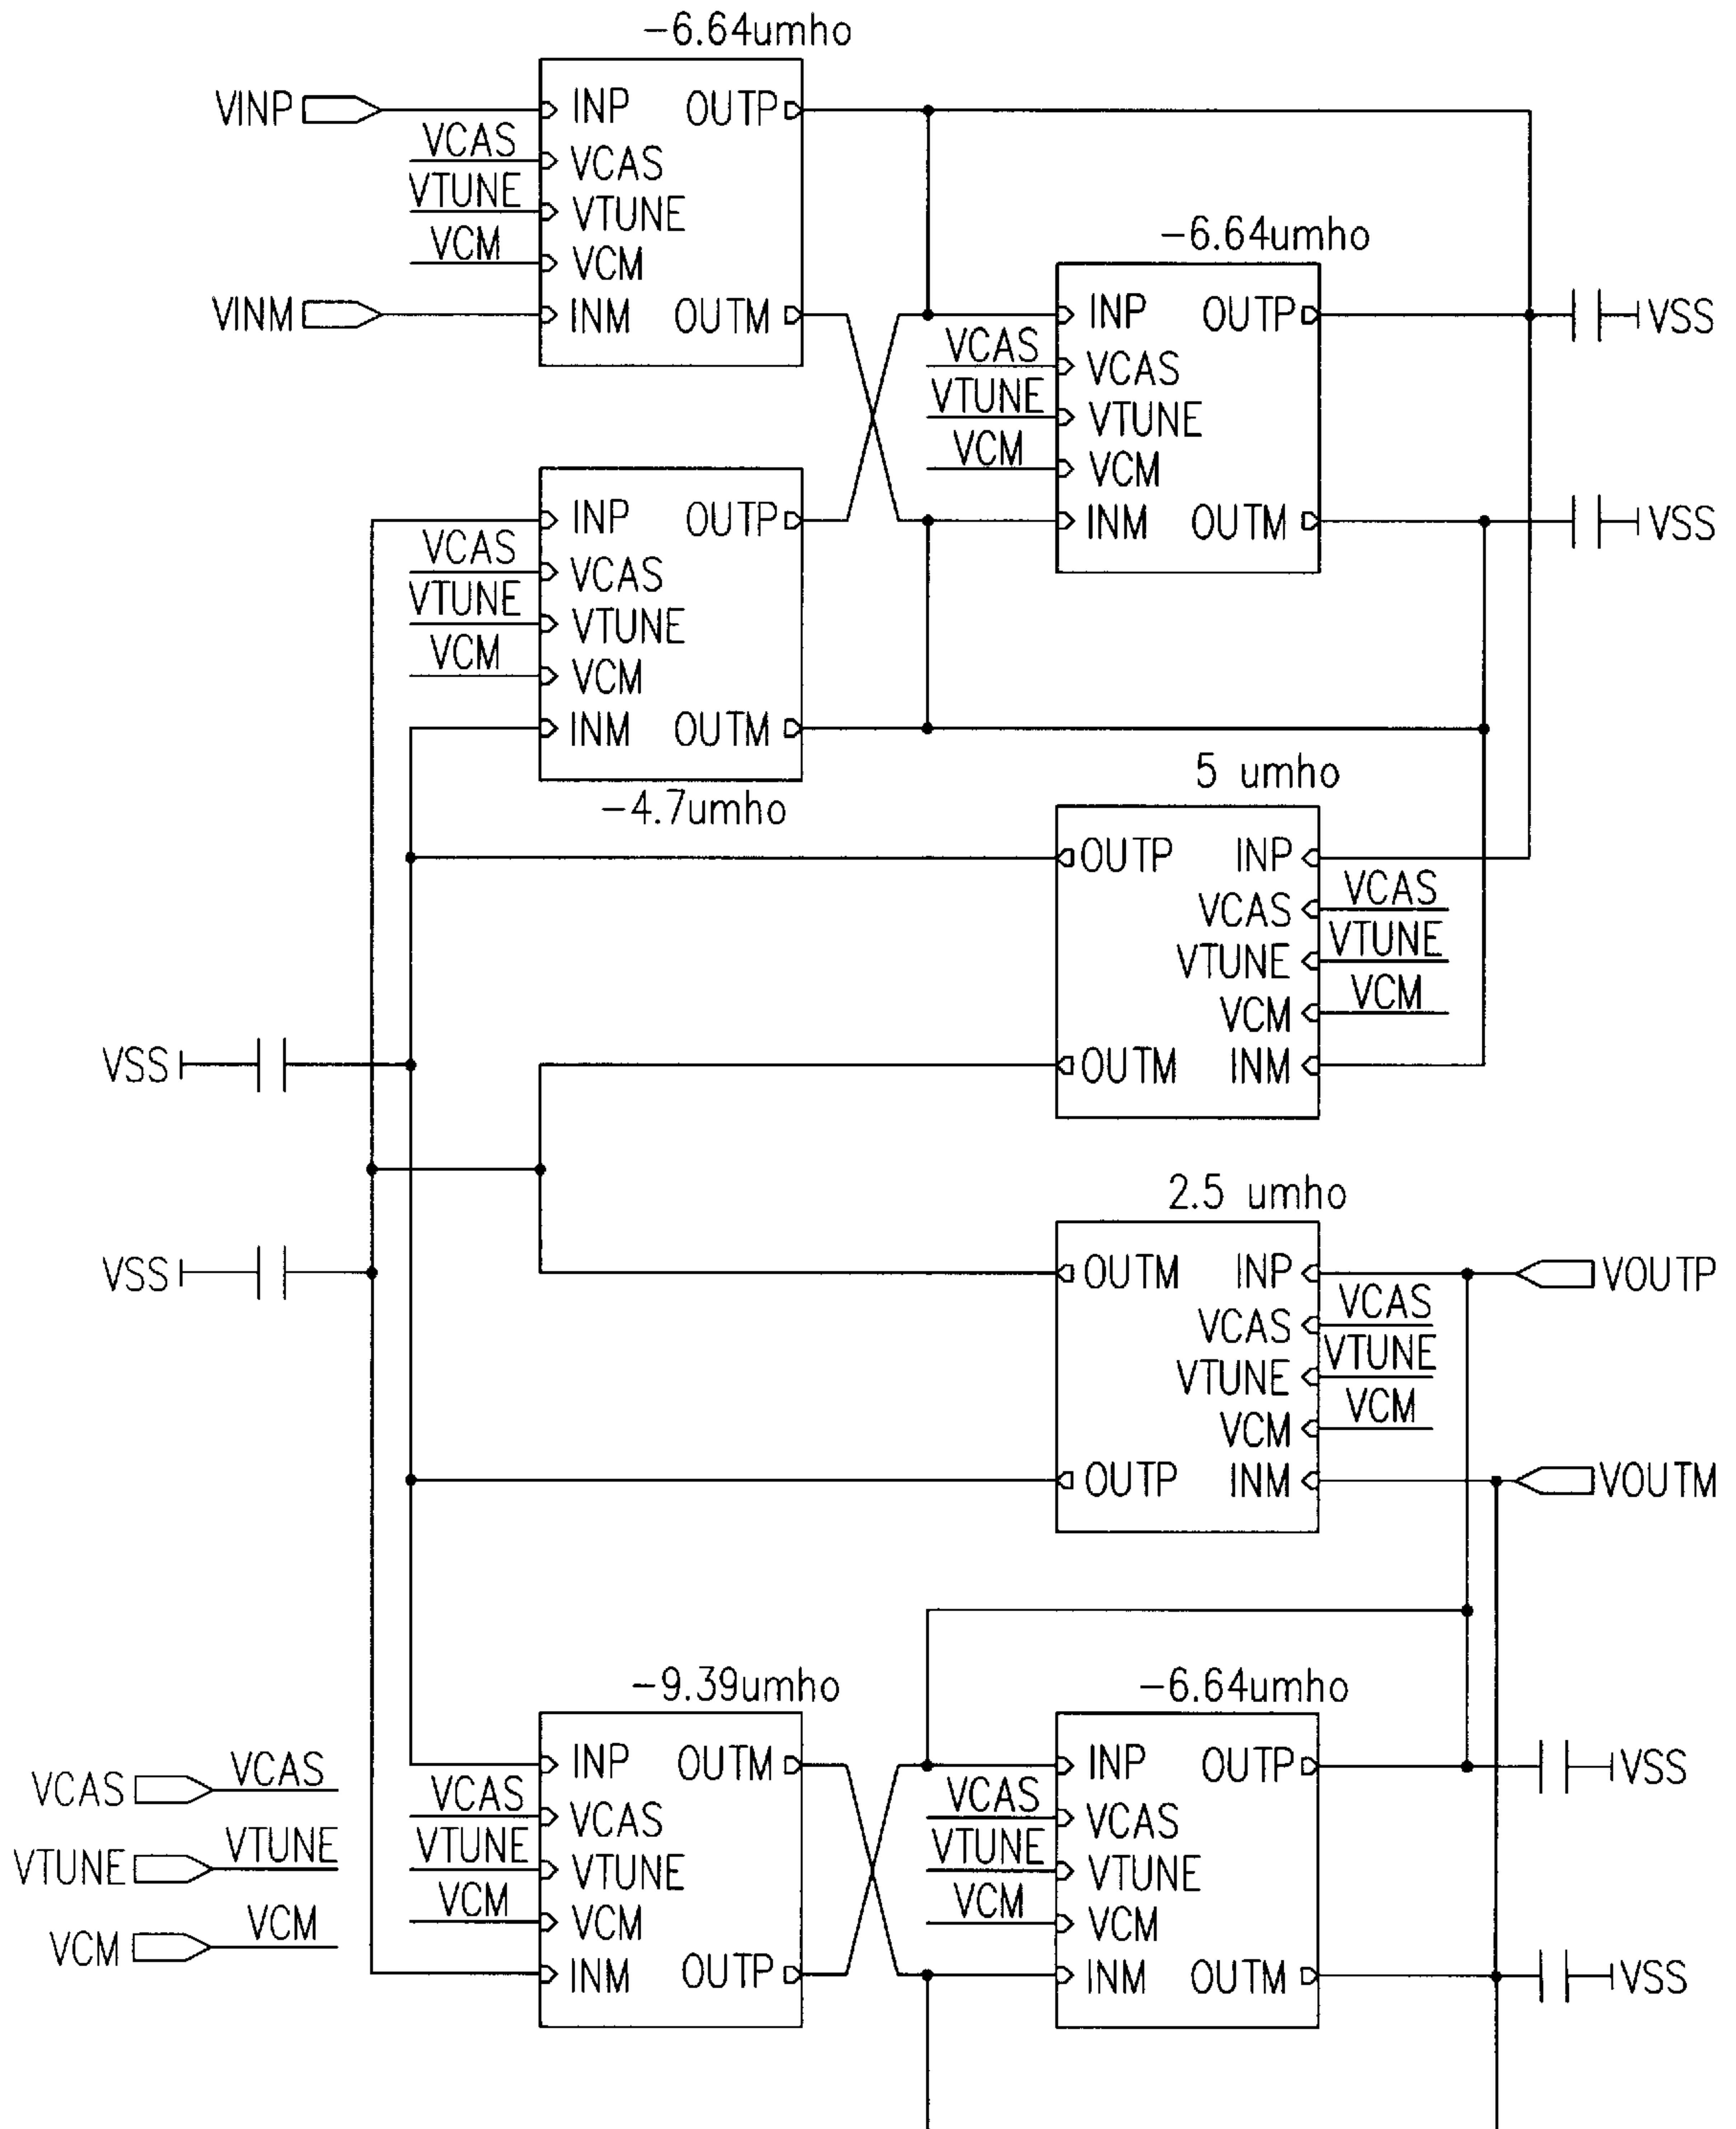 -6.64umho
VINP INP OUTP
VCAS VCAS
VTUNE VTUNE
VCM VCM
VINM INM OUTM
-6.64umho
INP OUTP VSS
VCAS VCAS
VTUNE VTUNE
VCM VCM
INM OUTM VSS
INP OUTP
VCAS VCAS
VTUNE VTUNE
VCM VCM
INM OUTM
-4.7umho
5 umho
OUTP INP
VCAS VCAS
VTUNE VTUNE
VCM VCM
OUTM INM
VSS
VSS
2.5 umho
OUTM INP VOUTP
VCAS VCAS
VTUNE VTUNE
VCM VCM
OUTP INM VOUTM
-9.39umho
INP OUTM
VCAS VCAS
VTUNE VTUNE
VCM VCM
INM OUTP
-6.64umho
INP OUTP VSS
VCAS VCAS
VTUNE VTUNE
VCM VCM
INM OUTM VSS
VCAS VCAS
VTUNE VTUNE
VCM VCM